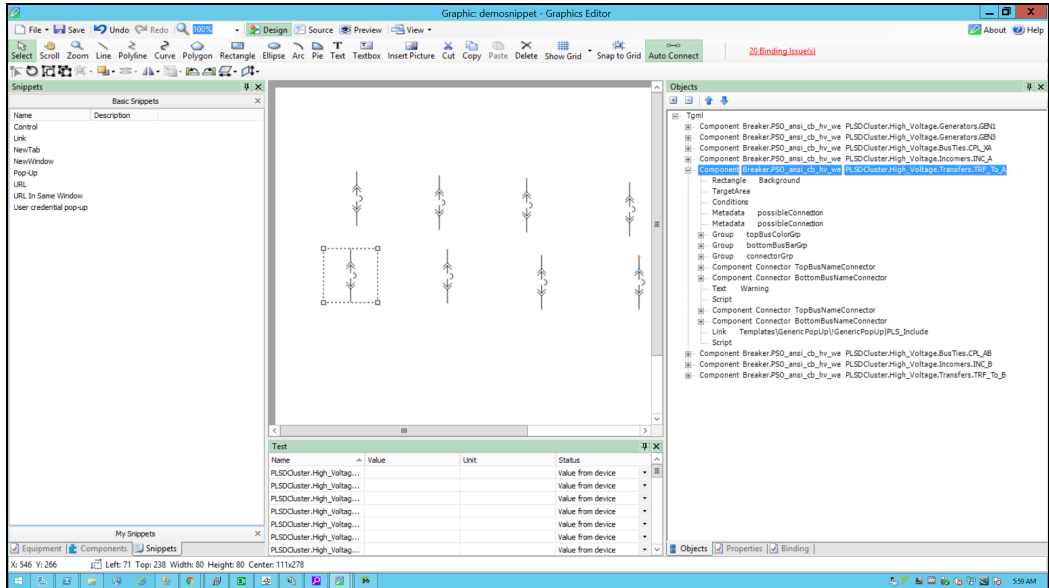 Graphic: demosnippet - Graphics Editor
File Save Undo Redo 100% Design Source Preview View About Help
Select Scroll Zoom Line Polyline Curve Polygon Rectangle Ellipse Arc Pie Text Textbox Insert Picture Cut Copy Paste Delete Show Grid Snap to Grid Auto Connect 20 Binding Issue(s)
Snippets
Basic Snippets
Name Description
Control
Link
NewTab
NewWindow
Pop-Up
URL
URL In Same Window
User credential pop-up
My Snippets
Equipment Components Snippets
Test
Name Value Unit Status
PLSDCluster.High_Voltag... Value from device
PLSDCluster.High_Voltag... Value from device
PLSDCluster.High_Voltag... Value from device
PLSDCluster.High_Voltag... Value from device
PLSDCluster.High_Voltag... Value from device
PLSDCluster.High_Voltag... Value from device
PLSDCluster.High_Voltag... Value from device
Objects
Tgml
Component Breaker.PSO_ansi_cb_hv_we PLSDCluster.High_Voltage.Generators.GEN1
Component Breaker.PSO_ansi_cb_hv_we PLSDCluster.High_Voltage.Generators.GEN3
Component Breaker.PSO_ansi_cb_hv_we PLSDCluster.High_Voltage.BusTies.CPL_XA
Component Breaker.PSO_ansi_cb_hv_we PLSDCluster.High_Voltage.Incomers.INC_A
Component Breaker.PSO_ansi_cb_hv_we PLSDCluster.High_Voltage.Transfers.TRF_To_A
Rectangle Background
TargetArea
Conditions
Metadata possibleConnection
Metadata possibleConnection
Group topBusColorGrp
Group bottomBusBarGrp
Group connectorGrp
Component Connector TopBusNameConnector
Component Connector BottomBusNameConnector
Text Warning
Script
Component Connector TopBusNameConnector
Component Connector BottomBusNameConnector
Link Templates\Generic PopUp\!GenericPopUp|PLS_Include
Script
Component Breaker.PSO_ansi_cb_hv_we PLSDCluster.High_Voltage.BusTies.CPL_AB
Component Breaker.PSO_ansi_cb_hv_we PLSDCluster.High_Voltage.Incomers.INC_B
Component Breaker.PSO_ansi_cb_hv_we PLSDCluster.High_Voltage.Transfers.TRF_To_B
Objects Properties Binding
X: 546 Y: 266 Left: 71 Top: 238 Width: 80 Height: 80 Center: 111x278
5:59 AM